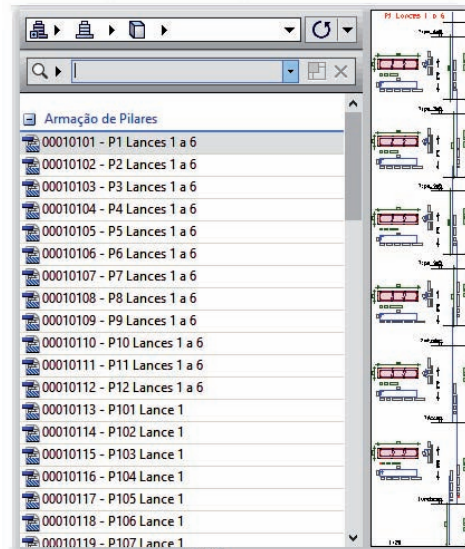 Armação de Pilares
00010101 - P1 Lances 1 a 6
00010102 - P2 Lances 1 a 6
00010103 - P3 Lances 1 a 6
00010104 - P4 Lances 1 a 6
00010105 - P5 Lances 1 a 6
00010106 - P6 Lances 1 a 6
00010107 - P7 Lances 1 a 6
00010108 - P8 Lances 1 a 6
00010109 - P9 Lances 1 a 6
00010110 - P10 Lances 1 a 6
00010111 - P11 Lances 1 a 6
00010112 - P12 Lances 1 a 6
00010113 - P101 Lance 1
00010114 - P102 Lance 1
00010115 - P103 Lance 1
00010116 - P104 Lance 1
00010117 - P105 Lance 1
00010118 - P106 Lance 1
00010119 - P107 Lance 1
P1 Lances 1 a 6